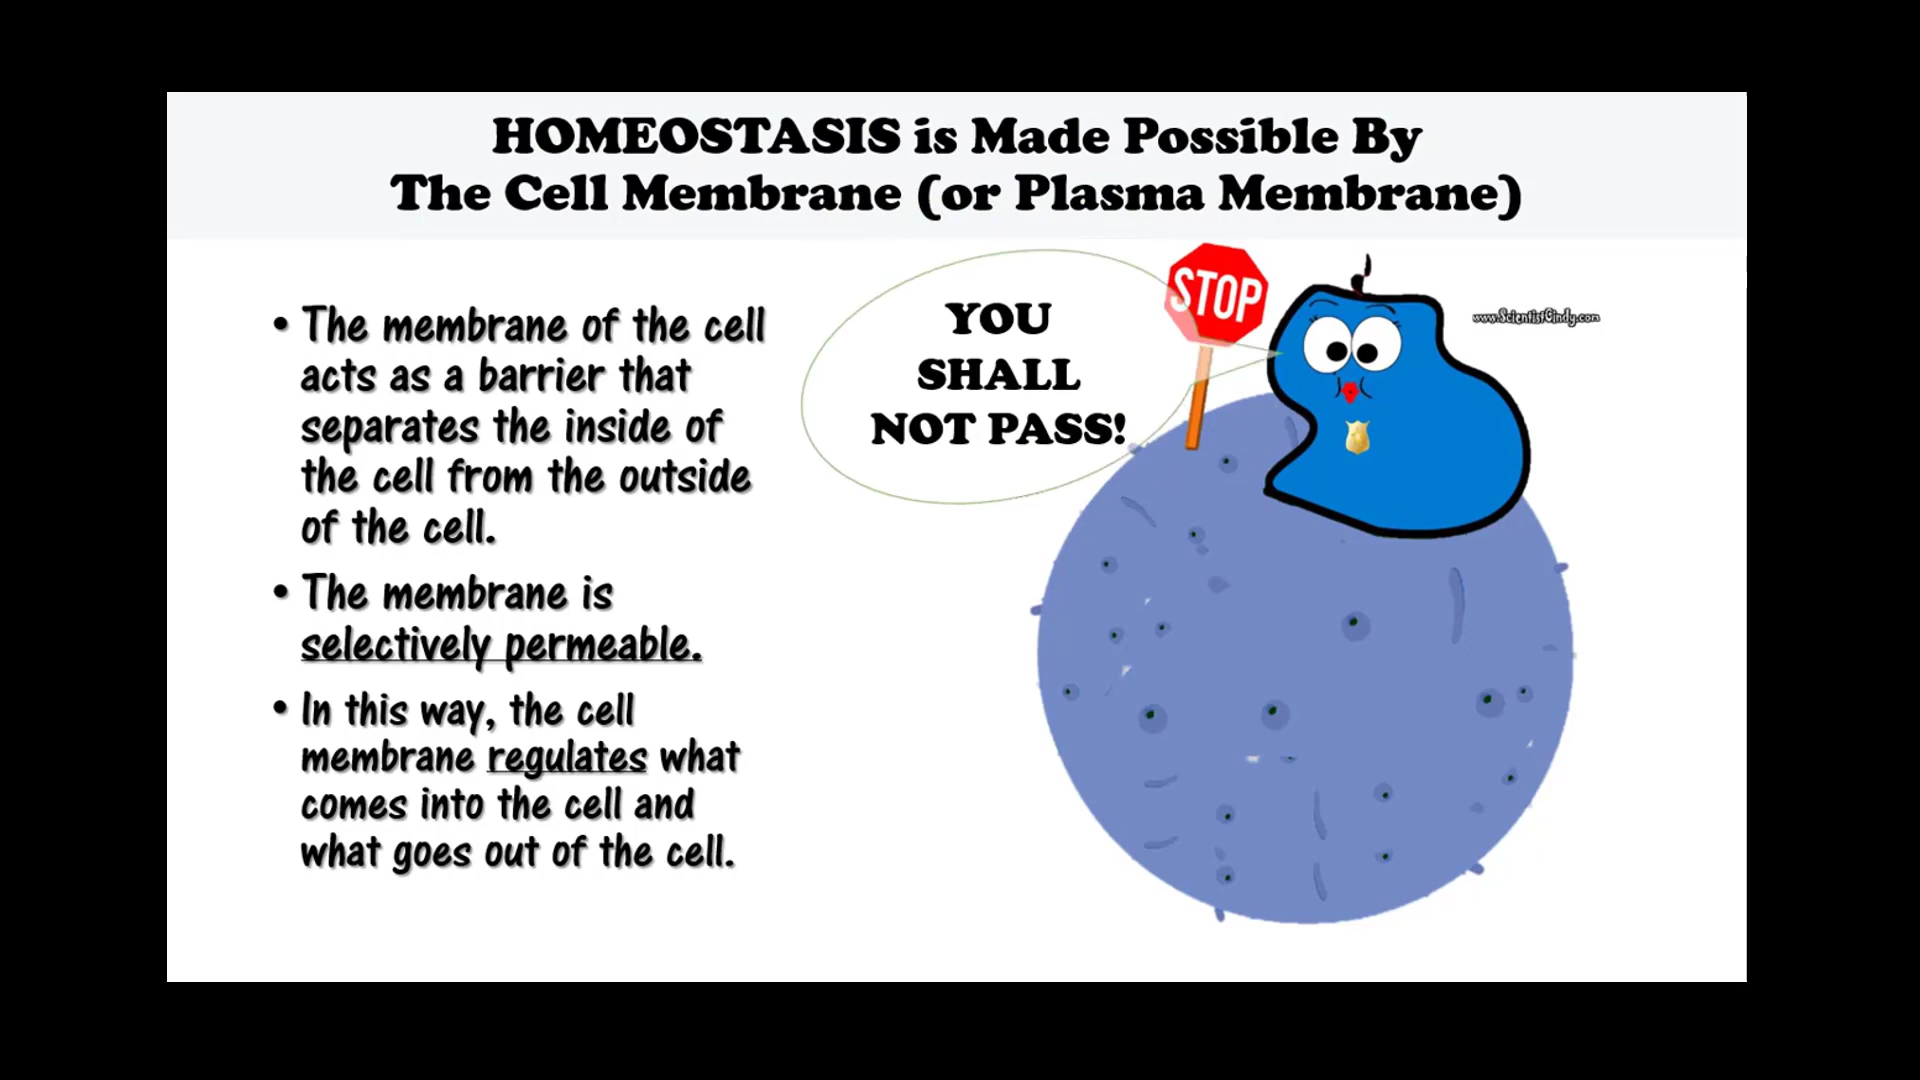 HOMEOSTASIS is Made Possible By
The Cell Membrane (or Plasma Membrane)
• The membrane of the cell
acts as a barrier that
separates the inside of
the cell from the outside
of the cell.
• The membrane is
selectively permeable.
• In this way, the cell
membrane regulates what
comes into the cell and
what goes out of the cell.
YOU
SHALL
NOT PASS!
STOP
www.ScientistCindy.com